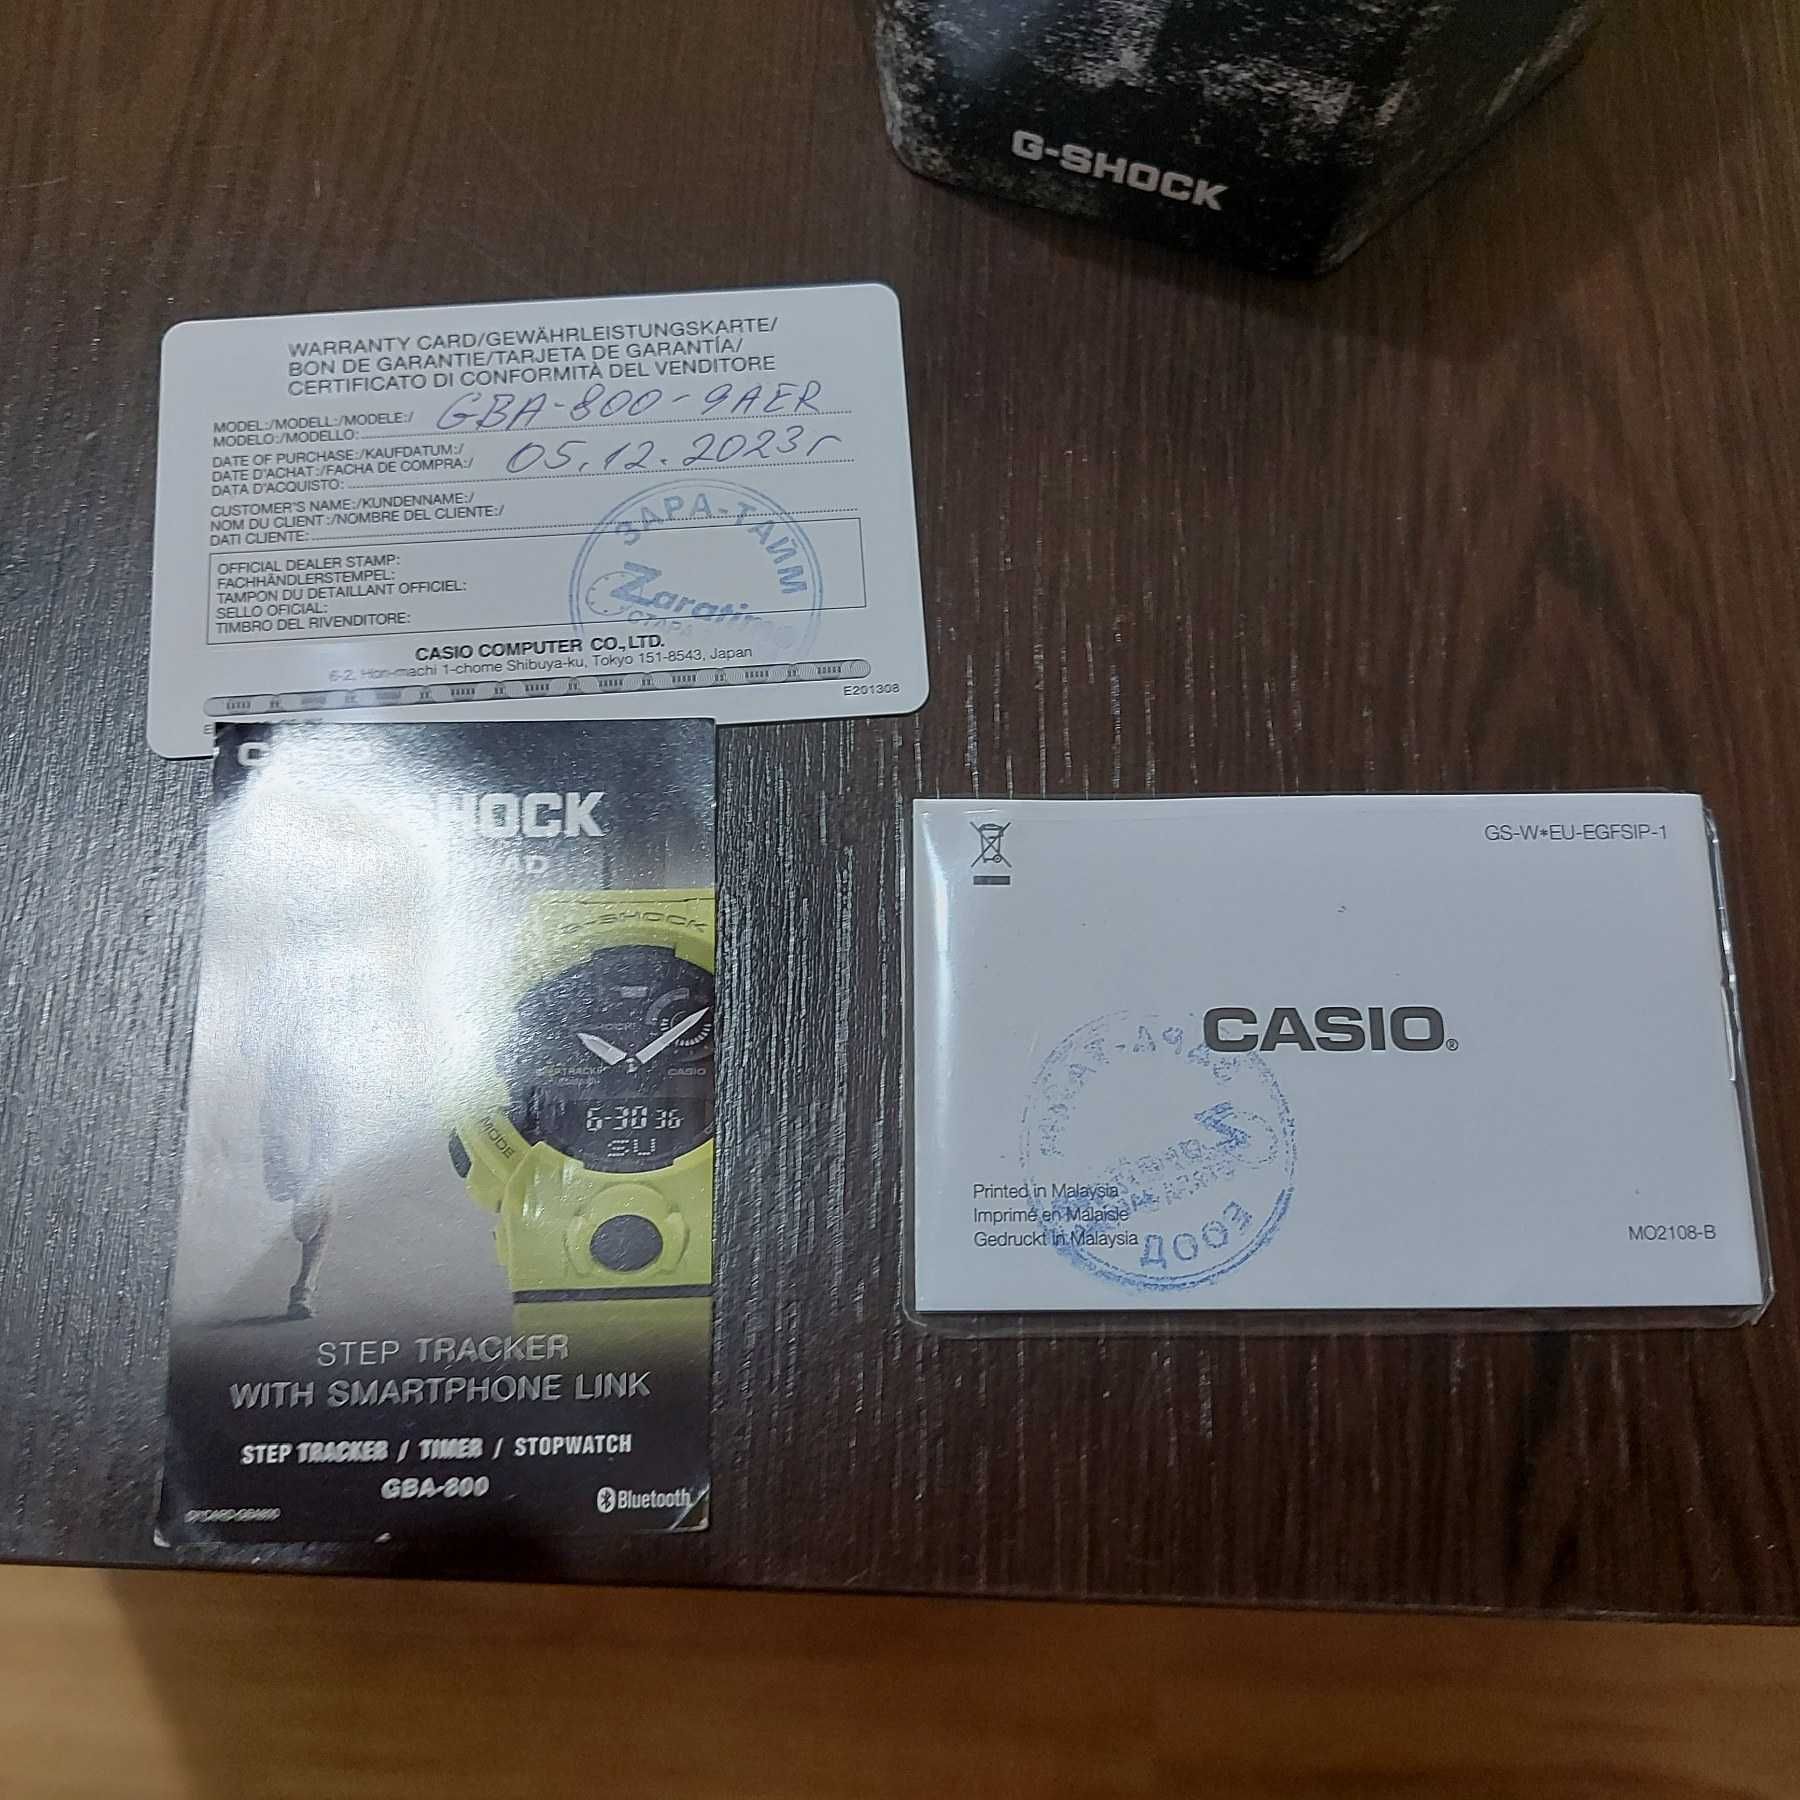 G-SHOCK
WARRANTY CARD/GEWÄHRLEISTUNGSKARTE/
BON DE GARANTIE/TARJETA DE GARANTÍA/
CERTIFICATO DI CONFORMITÀ DEL VENDITORE
MODEL:/MODELL:/MODELE:/
MODELO:/MODELLO:
GBA-800-9AER
DATE OF PURCHASE:/KAUFDATUM:/
DATE D'ACHAT:/FACHA DE COMPRA:/
DATA D'ACQUISTO:
05.12.2023г
CUSTOMER'S NAME:/KUNDENNAME:/
NOM DU CLIENT:/NOMBRE DEL CLIENTE:/
DATI CLIENTE:
OFFICIAL DEALER STAMP:
FACHHÄNDLERSTEMPEL:
TAMPON DU DETAILLANT OFFICIEL:
SELLO OFICIAL:
TIMBRO DEL RIVENDITORE:
ЗАРА-ТАЙМ
Zaratime
СТАРА
CASIO COMPUTER CO.,LTD.
6-2, Hon-machi 1-chome Shibuya-ku, Tokyo 151-8543, Japan
E201308
SHOCK
G-SHOCK
CASIO
6-30 36
SU
MODE
STEP TRACKER
WITH SMARTPHONE LINK
STEP TRACKER / TIMER / STOPWATCH
GBA-800
Bluetooth
GS-W*EU-EGFSIP-1
CASIO®
Printed in Malaysia
Imprimé en Malaisie
Gedruckt in Malaysia
ЕООД
MO2108-B